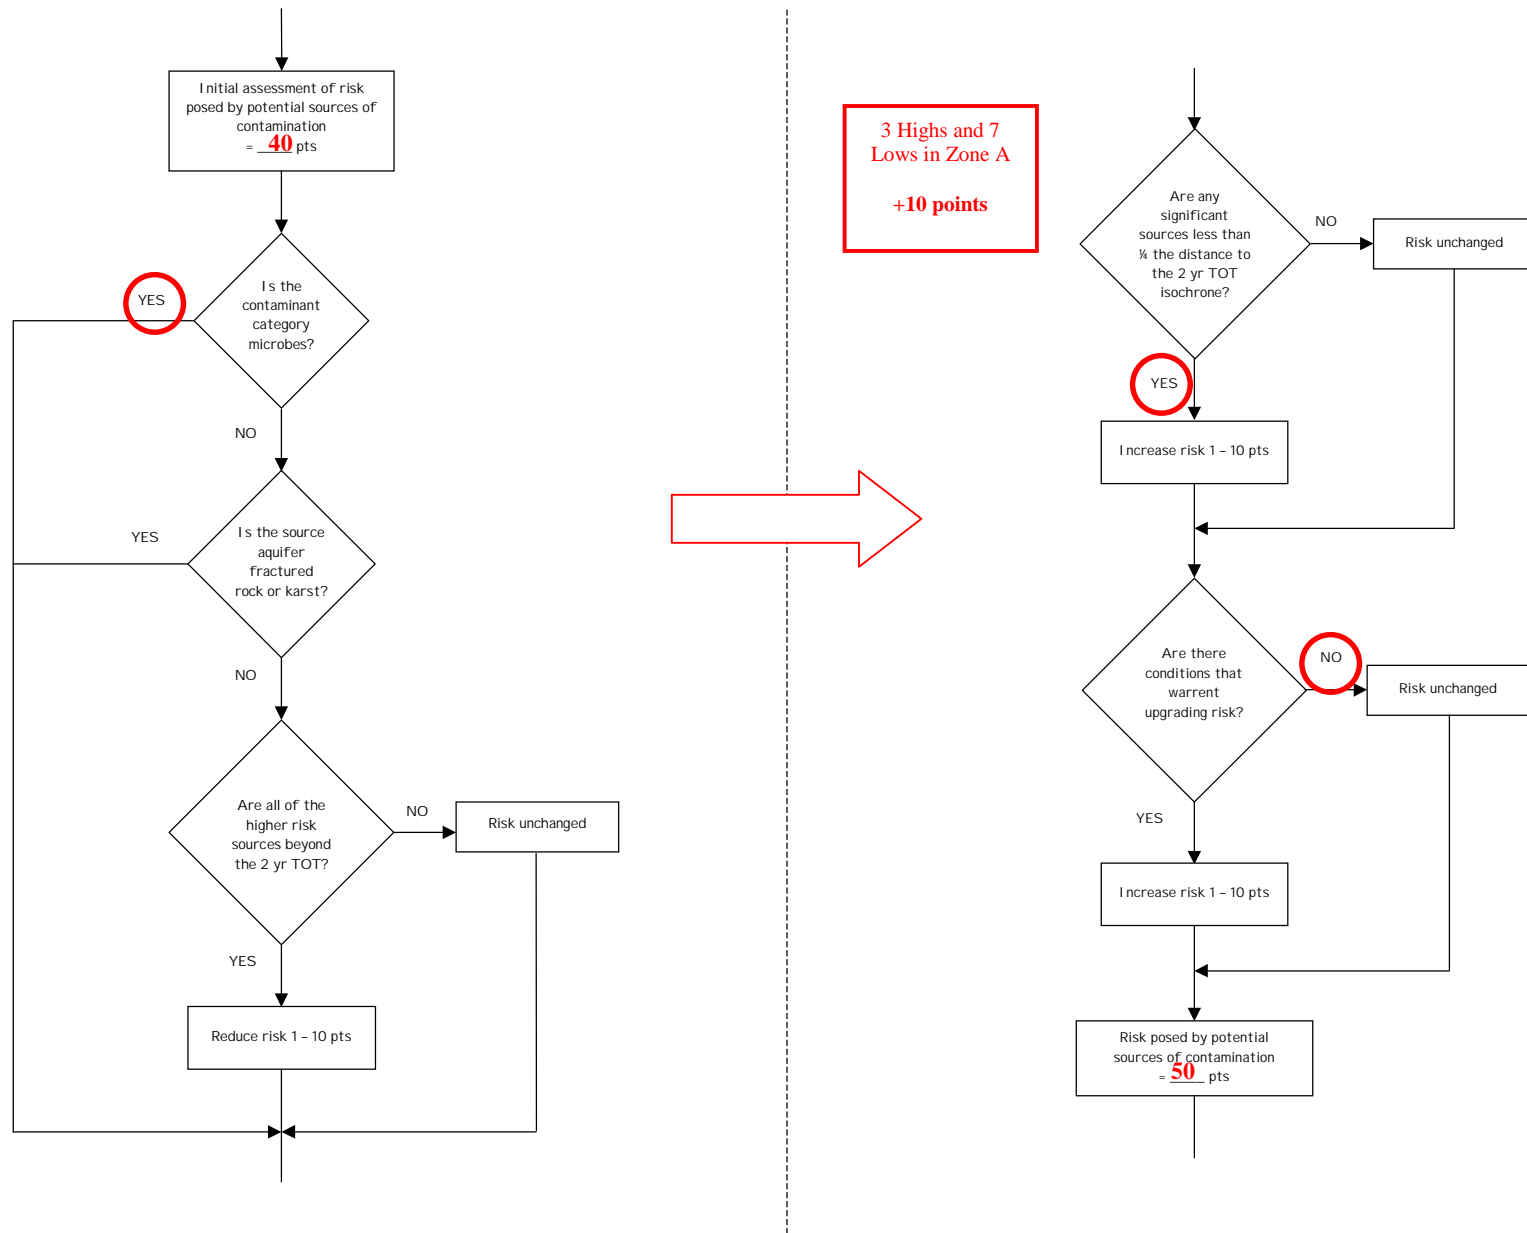 Initial assessment of risk
posed by potential sources of
contamination
= 40 pts
Is the
contaminant
category
microbes?
YES
NO
Is the source
aquifer
fractured
rock or karst?
YES
NO
Are all of the
higher risk
sources beyond
the 2 yr TOT?
NO
Risk unchanged
YES
Reduce risk 1 – 10 pts
3 Highs and 7
Lows in Zone A
+10 points
Are any
significant
sources less than
¼ the distance to
the 2 yr TOT
isochrone?
NO
Risk unchanged
YES
Increase risk 1 – 10 pts
Are there
conditions that
warrent
upgrading risk?
NO
Risk unchanged
YES
Increase risk 1 – 10 pts
Risk posed by potential
sources of contamination
= 50 pts